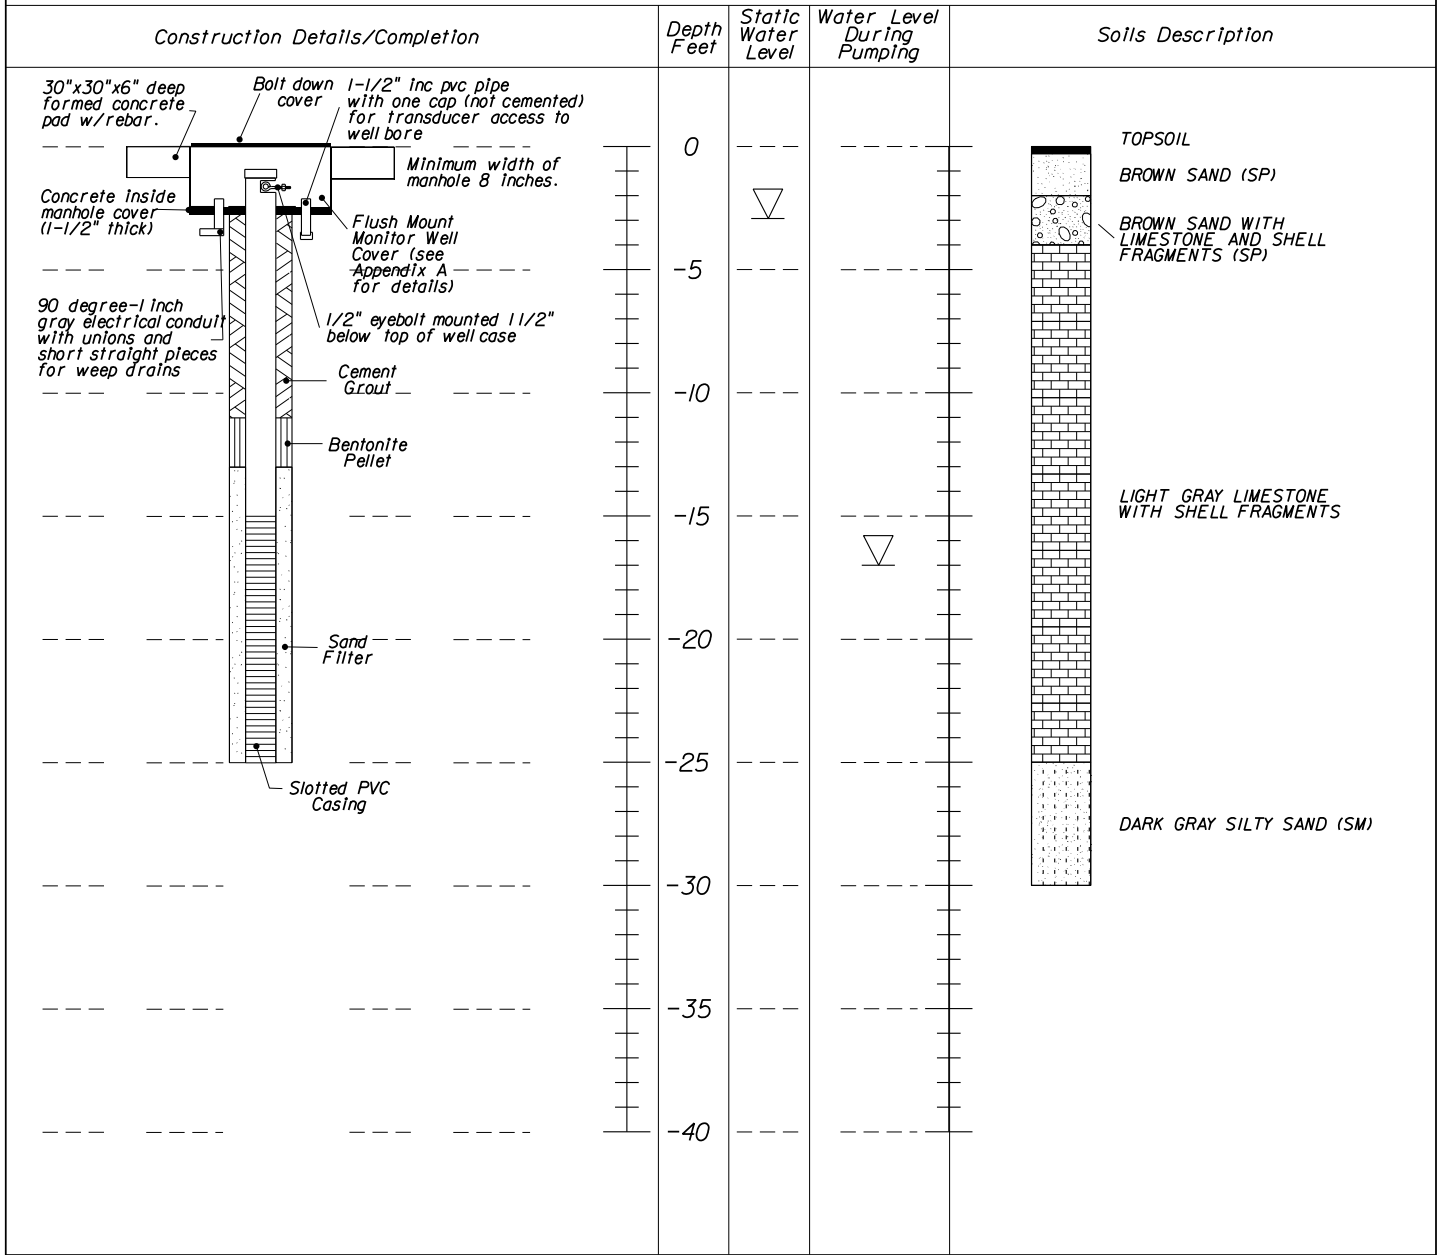 Construction Details/Completion
Depth
Feet
Static
Water
Level
Water Level
During
Pumping
Soils Description
30"x30"x6" deep
formed concrete
pad w/rebar.
Bolt down
cover
1-1/2" inc pvc pipe
with one cap (not cemented)
for transducer access to
well bore
Minimum width of
manhole 8 inches.
Concrete inside
manhole cover
(1-1/2" thick)
Flush Mount
Monitor Well
Cover (see
Appendix A
for details)
90 degree-1 inch
gray electrical conduit
with unions and
short straight pieces
for weep drains
1/2" eyebolt mounted 1 1/2"
below top of well case
Cement
Grout
Bentonite
Pellet
Sand
Filter
Slotted PVC
Casing
0
-5
-10
-15
-20
-25
-30
-35
-40
TOPSOIL
BROWN SAND (SP)
BROWN SAND WITH
LIMESTONE AND SHELL
FRAGMENTS (SP)
LIGHT GRAY LIMESTONE
WITH SHELL FRAGMENTS
DARK GRAY SILTY SAND (SM)